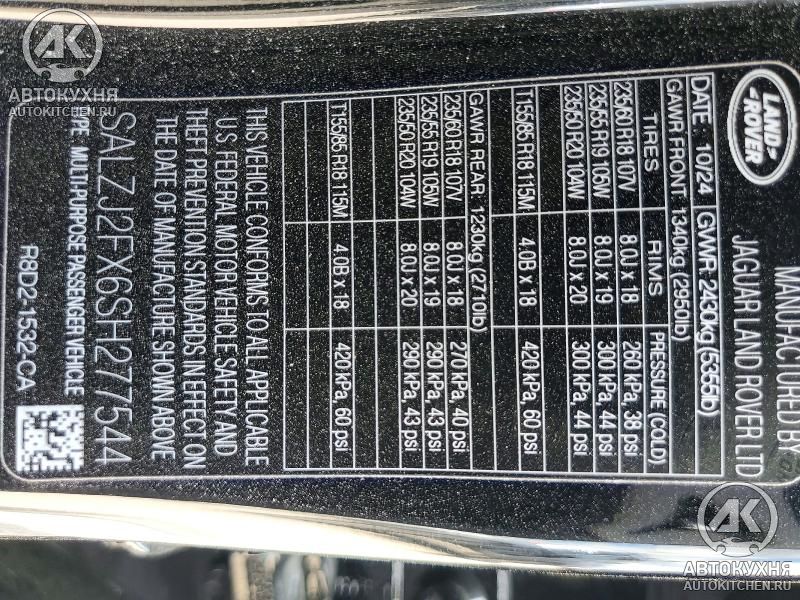 MANUFACTURED BY
JAGUAR LAND ROVER LTD
LAND ROVER
DATE: 10/24 GVWR: 2430kg (5355lb)
GAWR FRONT 1340kg (2950lb)
TIRES RIMS PRESSURE (COLD)
235/60 R18 107V 8.0J x 18 260 kPa, 38 psi
235/55 R19 105W 8.0J x 19 300 kPa, 44 psi
235/50 R20 104W 8.0J x 20 300 kPa, 44 psi
T155/85 R18 115M 4.0B x 18 420 kPa, 60 psi
GAWR REAR 1230kg (2710lb)
235/60 R18 107V 8.0J x 18 270 kPa, 40 psi
235/55 R19 105W 8.0J x 19 290 kPa, 43 psi
235/50 R20 104W 8.0J x 20 290 kPa, 43 psi
T155/85 R18 115M 4.0B x 18 420 kPa, 60 psi
THIS VEHICLE CONFORMS TO ALL APPLICABLE
U.S. FEDERAL MOTOR VEHICLE SAFETY AND
THEFT PREVENTION STANDARDS IN EFFECT ON
THE DATE OF MANUFACTURE SHOWN ABOVE
SALZJ2FX6SH277544
MULTI-PURPOSE PASSENGER VEHICLE
R8D2-1532-CA
АК
АВТОКУХНЯ
AUTOKITCHEN.RU
АК
АВТОКУХНЯ
AUTOKITCHEN.RU